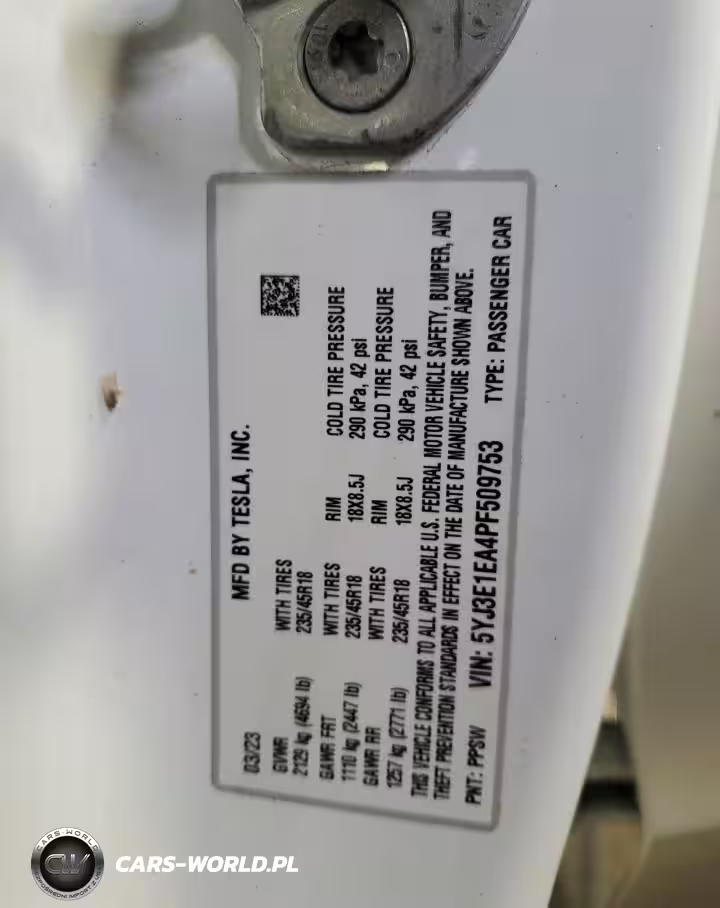 MFD BY TESLA, INC.
03/23
GVWR WITH TIRES
2129 kg (4694 lb) 235/45R18
GAWR FRT WITH TIRES RIM COLD TIRE PRESSURE
1110 kg (2447 lb) 235/45R18 18X8.5J 290 kPa, 42 psi
GAWR RR WITH TIRES RIM COLD TIRE PRESSURE
1257 kg (2771 lb) 235/45R18 18X8.5J 290 kPa, 42 psi
THIS VEHICLE CONFORMS TO ALL APPLICABLE U.S. FEDERAL MOTOR VEHICLE SAFETY, BUMPER, AND
THEFT PREVENTION STANDARDS IN EFFECT ON THE DATE OF MANUFACTURE SHOWN ABOVE.
PNT: PPSW VIN: 5YJ3E1EA4PF509753 TYPE: PASSENGER CAR
CARS-WORLD
CW
CARS-WORLD.PL